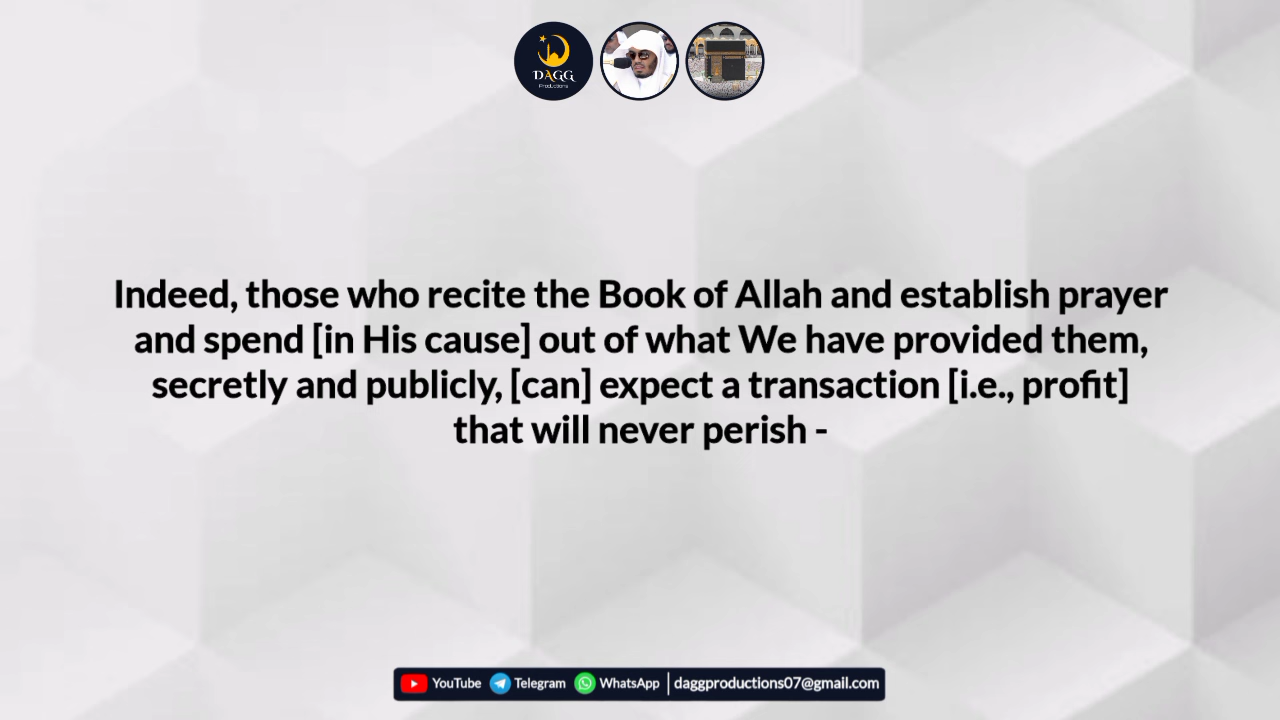 DAGG
Productions
Indeed, those who recite the Book of Allah and establish prayer
and spend [in His cause] out of what We have provided them,
secretly and publicly, [can] expect a transaction [i.e., profit]
that will never perish -
YouTube Telegram WhatsApp | daggproductions07@gmail.com